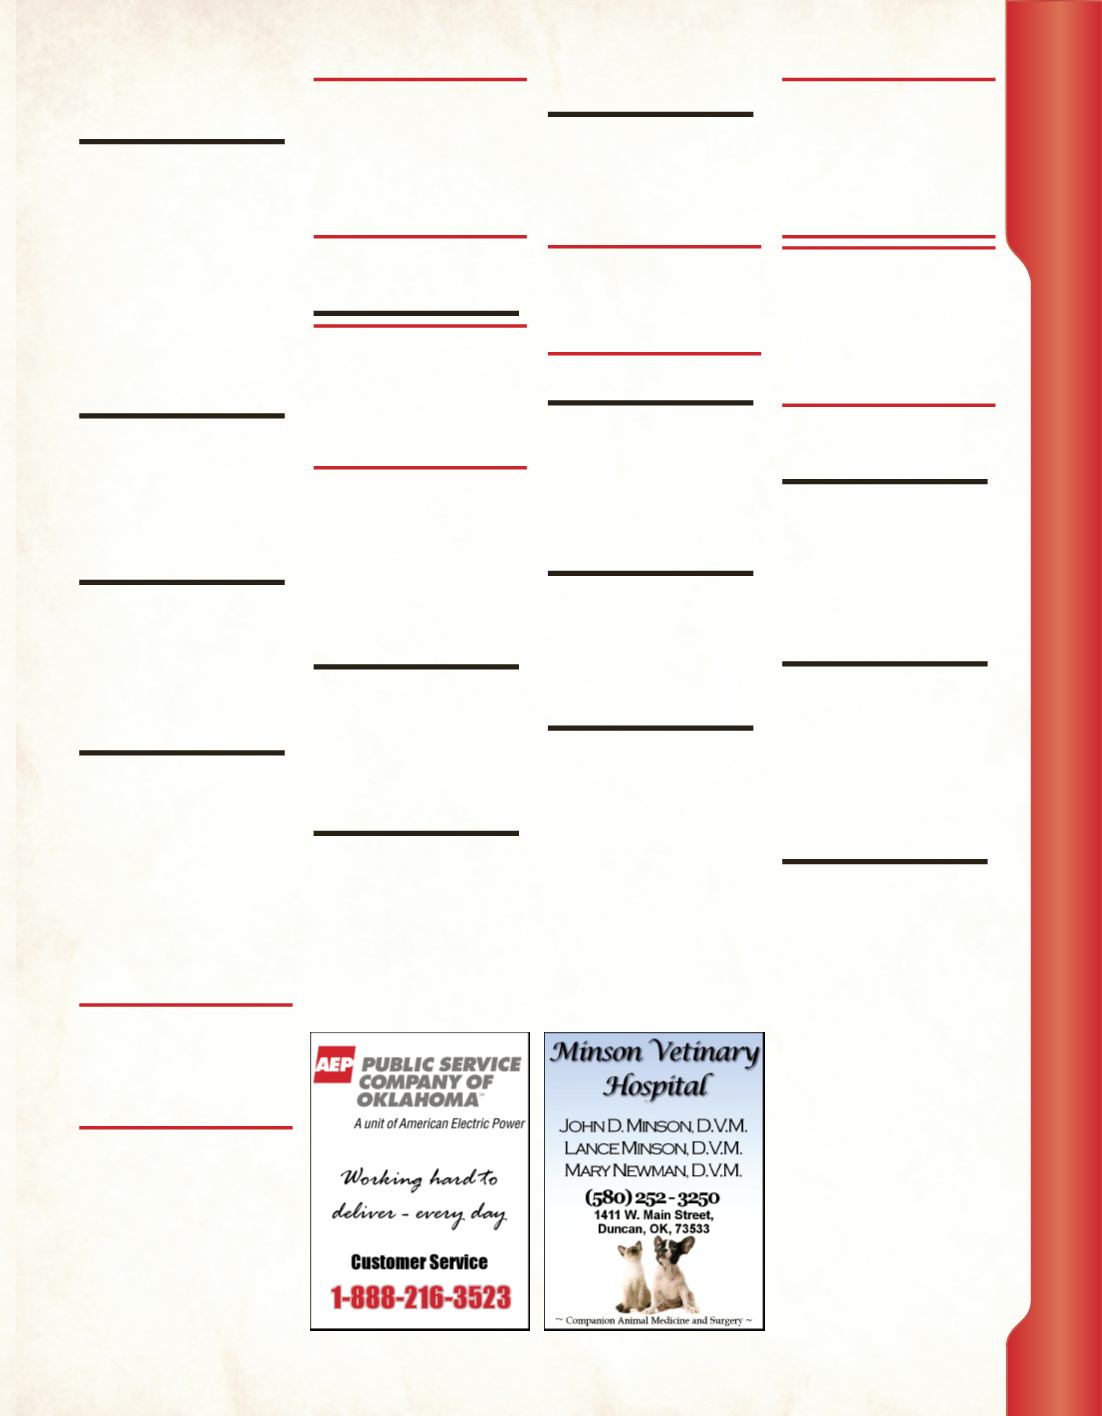 AEP PUBLIC SERVICE
COMPANY OF
OKLAHOMA
A unit of American Electric Power
Working hard to
deliver - every day
Customer Service
1-888-216-3523
Minson Vetinary
Hospital
JOHN D. MINSON, D.V.M.
LANCE MINSON, D.V.M.
MARY NEWMAN, D.V.M.
(580) 252-3250
1411 W. Main Street,
Duncan, OK, 73533
~ Companion Animal Medicine and Surgery ~